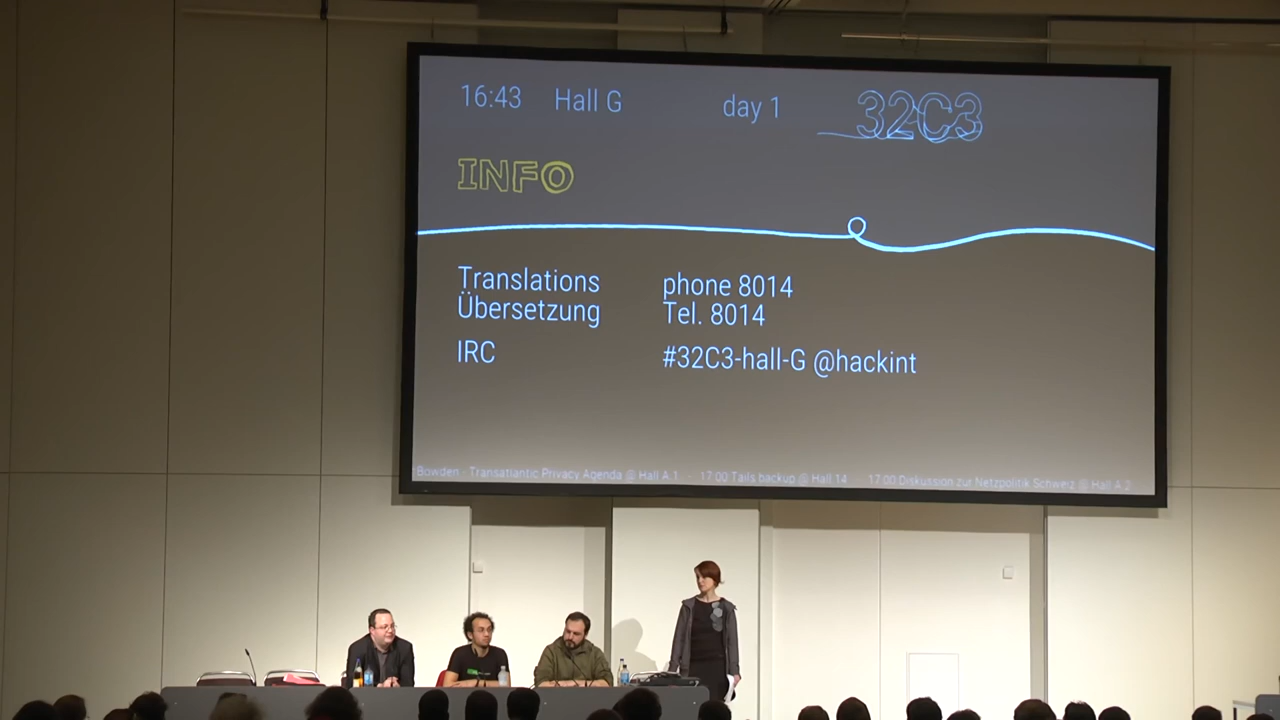 16:43 Hall G day 1 32C3
INFO
Translations phone 8014
Übersetzung Tel. 8014
IRC #32C3-hall-G @hackint
Bowden - Transatlantic Privacy Agenda @ Hall A.1 - 17:00 Tails backup @ Hall 14 17:00 Diskussion zur Netzpolitik Schweiz @ Hall A.2